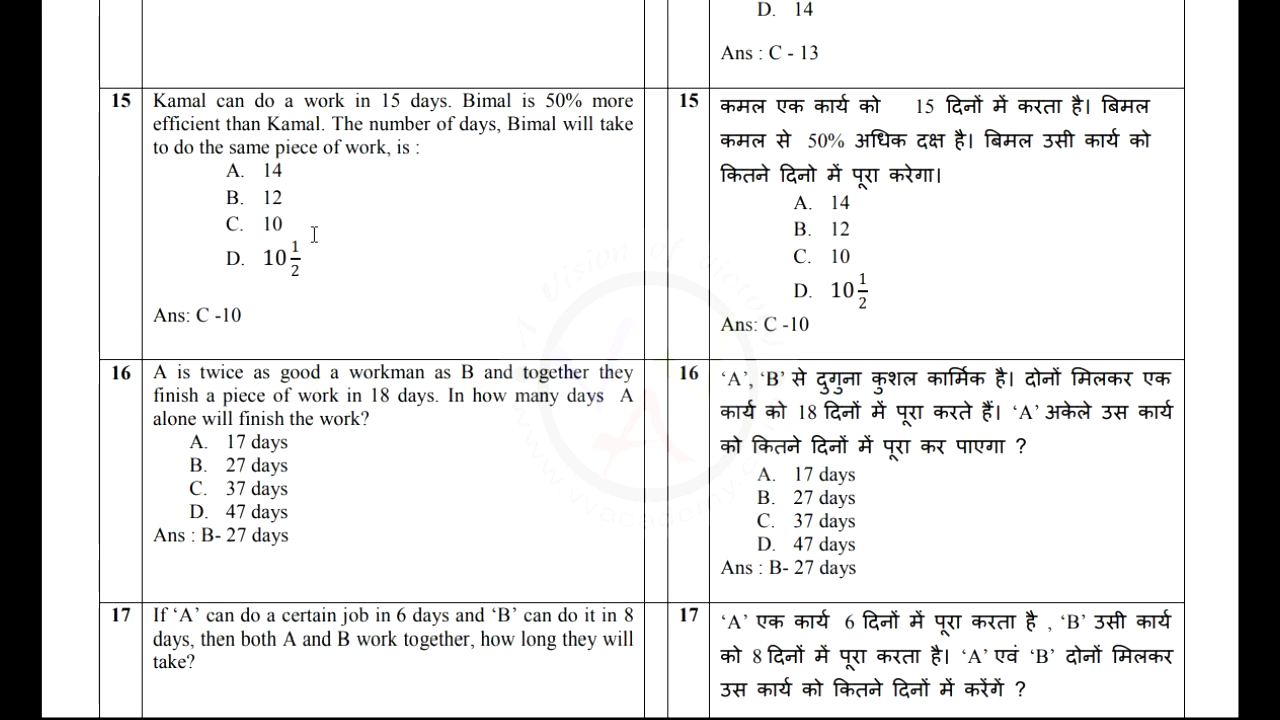 D. 14
Ans : C - 13
15
Kamal can do a work in 15 days. Bimal is 50% more
efficient than Kamal. The number of days, Bimal will take
to do the same piece of work, is :
A. 14
B. 12
C. 10
D. 10 1/2
Ans: C -10
15
कमल एक कार्य को 15 दिनों में करता है। बिमल
कमल से 50% अधिक दक्ष है। बिमल उसी कार्य को
कितने दिनो में पूरा करेगा।
A. 14
B. 12
C. 10
D. 10 1/2
Ans: C -10
16
A is twice as good a workman as B and together they
finish a piece of work in 18 days. In how many days A
alone will finish the work?
A. 17 days
B. 27 days
C. 37 days
D. 47 days
Ans : B- 27 days
16
‘A’, ‘B’ से दुगुना कुशल कार्मिक है। दोनों मिलकर एक
कार्य को 18 दिनों में पूरा करते हैं। ‘A’ अकेले उस कार्य
को कितने दिनों में पूरा कर पाएगा ?
A. 17 days
B. 27 days
C. 37 days
D. 47 days
Ans : B- 27 days
17
If ‘A’ can do a certain job in 6 days and ‘B’ can do it in 8
days, then both A and B work together, how long they will
take?
17
‘A’ एक कार्य 6 दिनों में पूरा करता है , ‘B’ उसी कार्य
को 8 दिनों में पूरा करता है। ‘A’ एवं ‘B’ दोनों मिलकर
उस कार्य को कितने दिनों में करेंगें ?
A Vision of victory